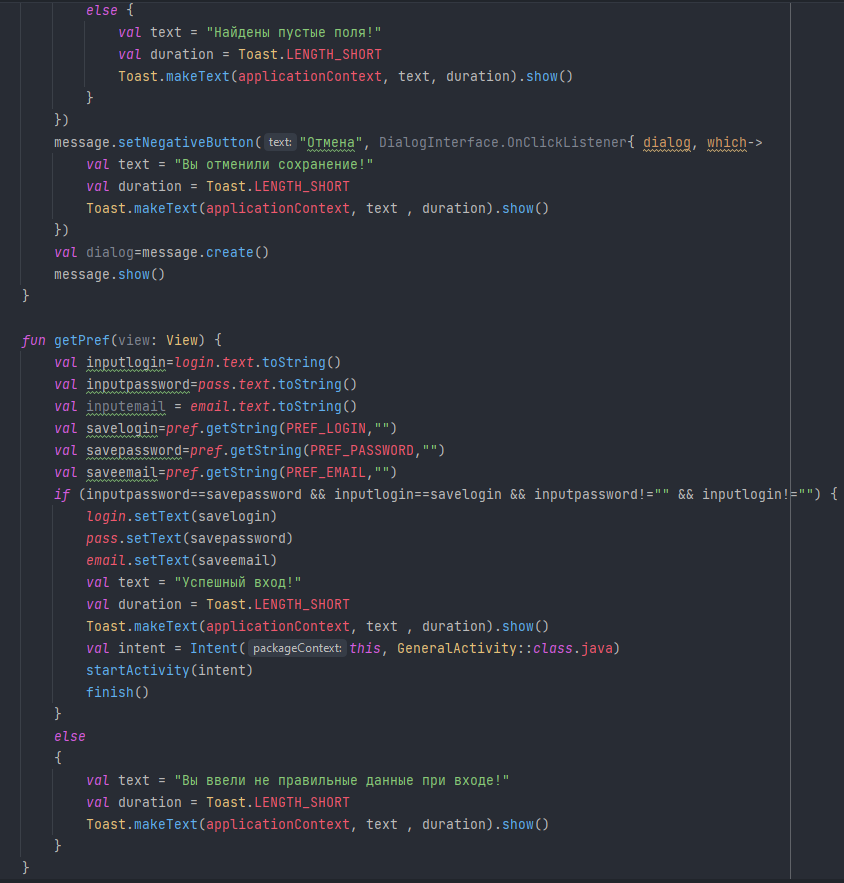 else {
val text = "Найдены пустые поля!"
val duration = Toast.LENGTH_SHORT
Toast.makeText(applicationContext, text, duration).show()
}
})
message.setNegativeButton( text: "Отмена", DialogInterface.OnClickListener{ dialog, which->
val text = "Вы отменили сохранение!"
val duration = Toast.LENGTH_SHORT
Toast.makeText(applicationContext, text , duration).show()
})
val dialog=message.create()
message.show()
}
fun getPref(view: View) {
val inputlogin=login.text.toString()
val inputpassword=pass.text.toString()
val inputemail = email.text.toString()
val savelogin=pref.getString(PREF_LOGIN,"")
val savepassword=pref.getString(PREF_PASSWORD,"")
val saveemail=pref.getString(PREF_EMAIL,"")
if (inputpassword==savepassword && inputlogin==savelogin && inputpassword!="" && inputlogin!="") {
login.setText(savelogin)
pass.setText(savepassword)
email.setText(saveemail)
val text = "Успешный вход!"
val duration = Toast.LENGTH_SHORT
Toast.makeText(applicationContext, text , duration).show()
val intent = Intent( packageContext: this, GeneralActivity::class.java)
startActivity(intent)
finish()
}
else
{
val text = "Вы ввели не правильные данные при входе!"
val duration = Toast.LENGTH_SHORT
Toast.makeText(applicationContext, text , duration).show()
}
}